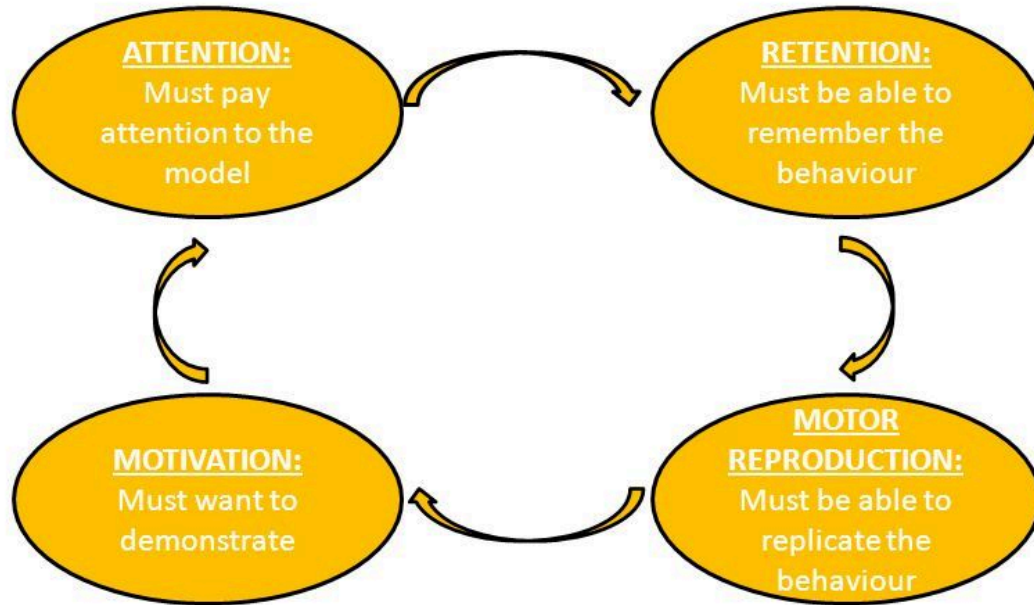 ATTENTION:
Must pay
attention to the
model
RETENTION:
Must be able to
remember the
behaviour
MOTOR
REPRODUCTION:
Must be able to
replicate the
behaviour
MOTIVATION:
Must want to
demonstrate